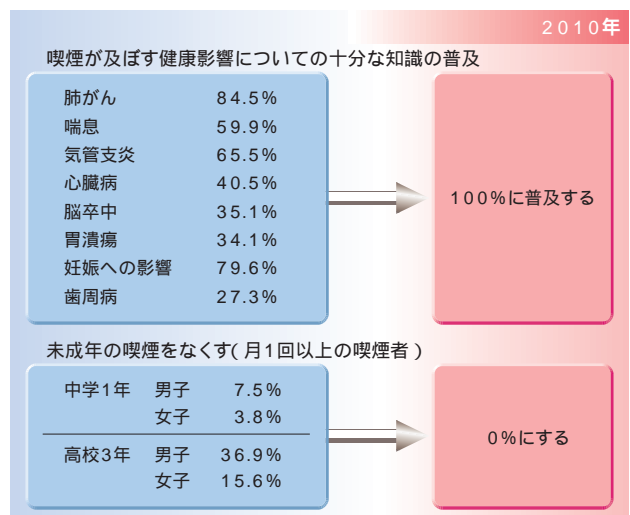 2010年
喫煙が及ぼす健康影響についての十分な知識の普及
肺がん 84.5%
喘息 59.9%
気管支炎 65.5%
心臓病 40.5%
脳卒中 35.1%
胃潰瘍 34.1%
妊娠への影響 79.6%
歯周病 27.3%
100%に普及する
未成年の喫煙をなくす(月1回以上の喫煙者)
中学1年 男子 7.5%
女子 3.8%
高校3年 男子 36.9%
女子 15.6%
0%にする